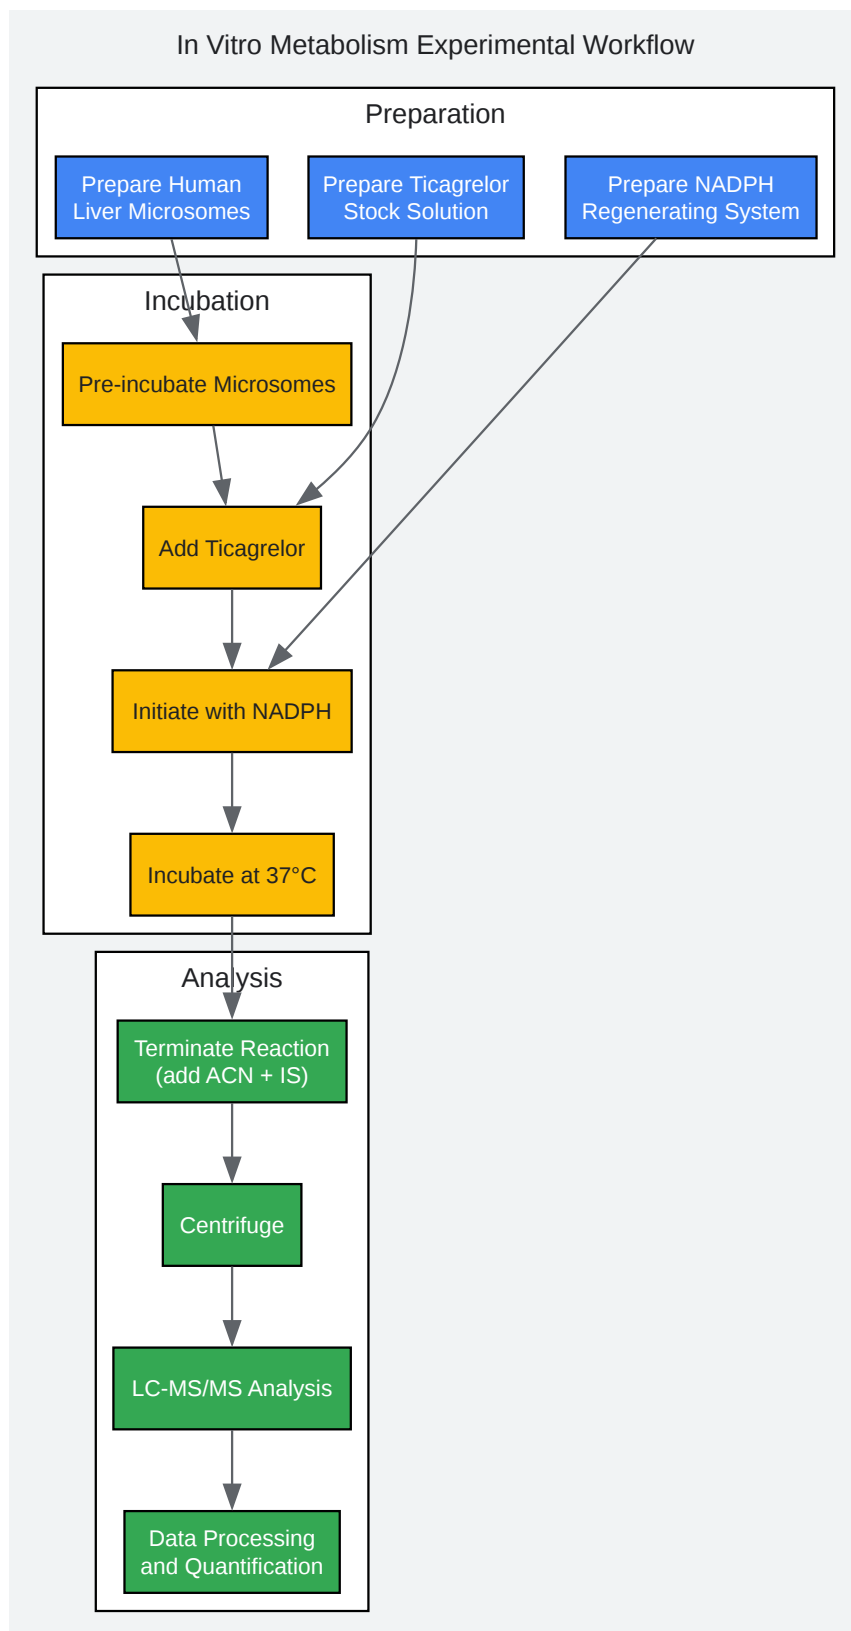 In Vitro Metabolism Experimental Workflow
Preparation
Prepare Human
Liver Microsomes
Prepare Ticagrelor
Stock Solution
Prepare NADPH
Regenerating System
Incubation
Pre-incubate Microsomes
Add Ticagrelor
Initiate with NADPH
Incubate at 37°C
Analysis
Terminate Reaction
(add ACN + IS)
Centrifuge
LC-MS/MS Analysis
Data Processing
and Quantification